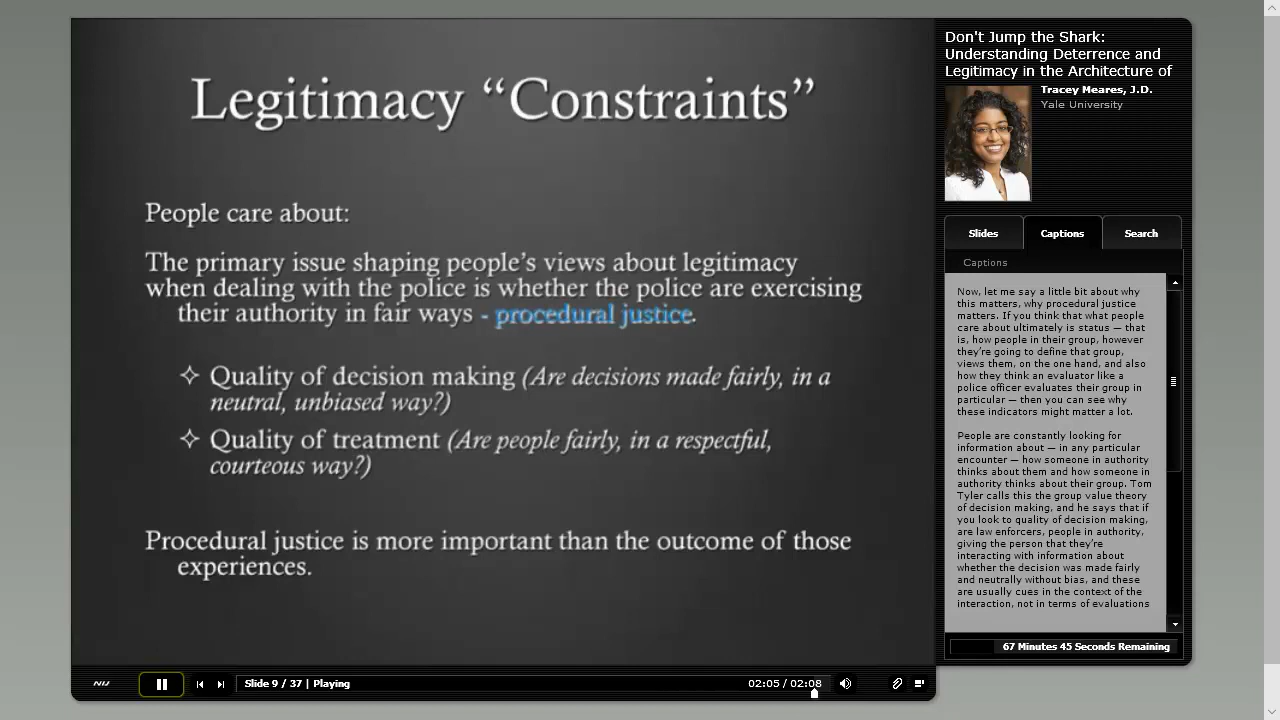 Legitimacy “Constraints”
People care about:
The primary issue shaping people’s views about legitimacy
when dealing with the police is whether the police are exercising
their authority in fair ways - procedural justice.
Quality of decision making (Are decisions made fairly, in a
neutral, unbiased way?)
Quality of treatment (Are people fairly, in a respectful,
courteous way?)
Procedural justice is more important than the outcome of those
experiences.
Slide 9 / 37 | Playing
02:05 / 02:08
Don't Jump the Shark:
Understanding Deterrence and
Legitimacy in the Architecture of
Tracey Meares, J.D.
Yale University
Slides
Captions
Search
Captions
Now, let me say a little bit about why
this matters, why procedural justice
matters. If you think that what people
care about ultimately is status — that
is, how people in their group, however
they’re going to define that group,
views them, on the one hand, and also
how they think an evaluator like a
police officer evaluates their group in
particular — then you can see why
these indicators might matter a lot.
People are constantly looking for
information about — in any particular
encounter — how someone in authority
thinks about them and how someone in
authority thinks about their group. Tom
Tyler calls this the group value theory
of decision making, and he says that if
you look to quality of decision making,
are law enforcers, people in authority,
giving the person that they’re
interacting with information about
whether the decision was made fairly
and neutrally without bias, and these
are usually cues in the context of the
interaction, not in terms of evaluations
67 Minutes 45 Seconds Remaining